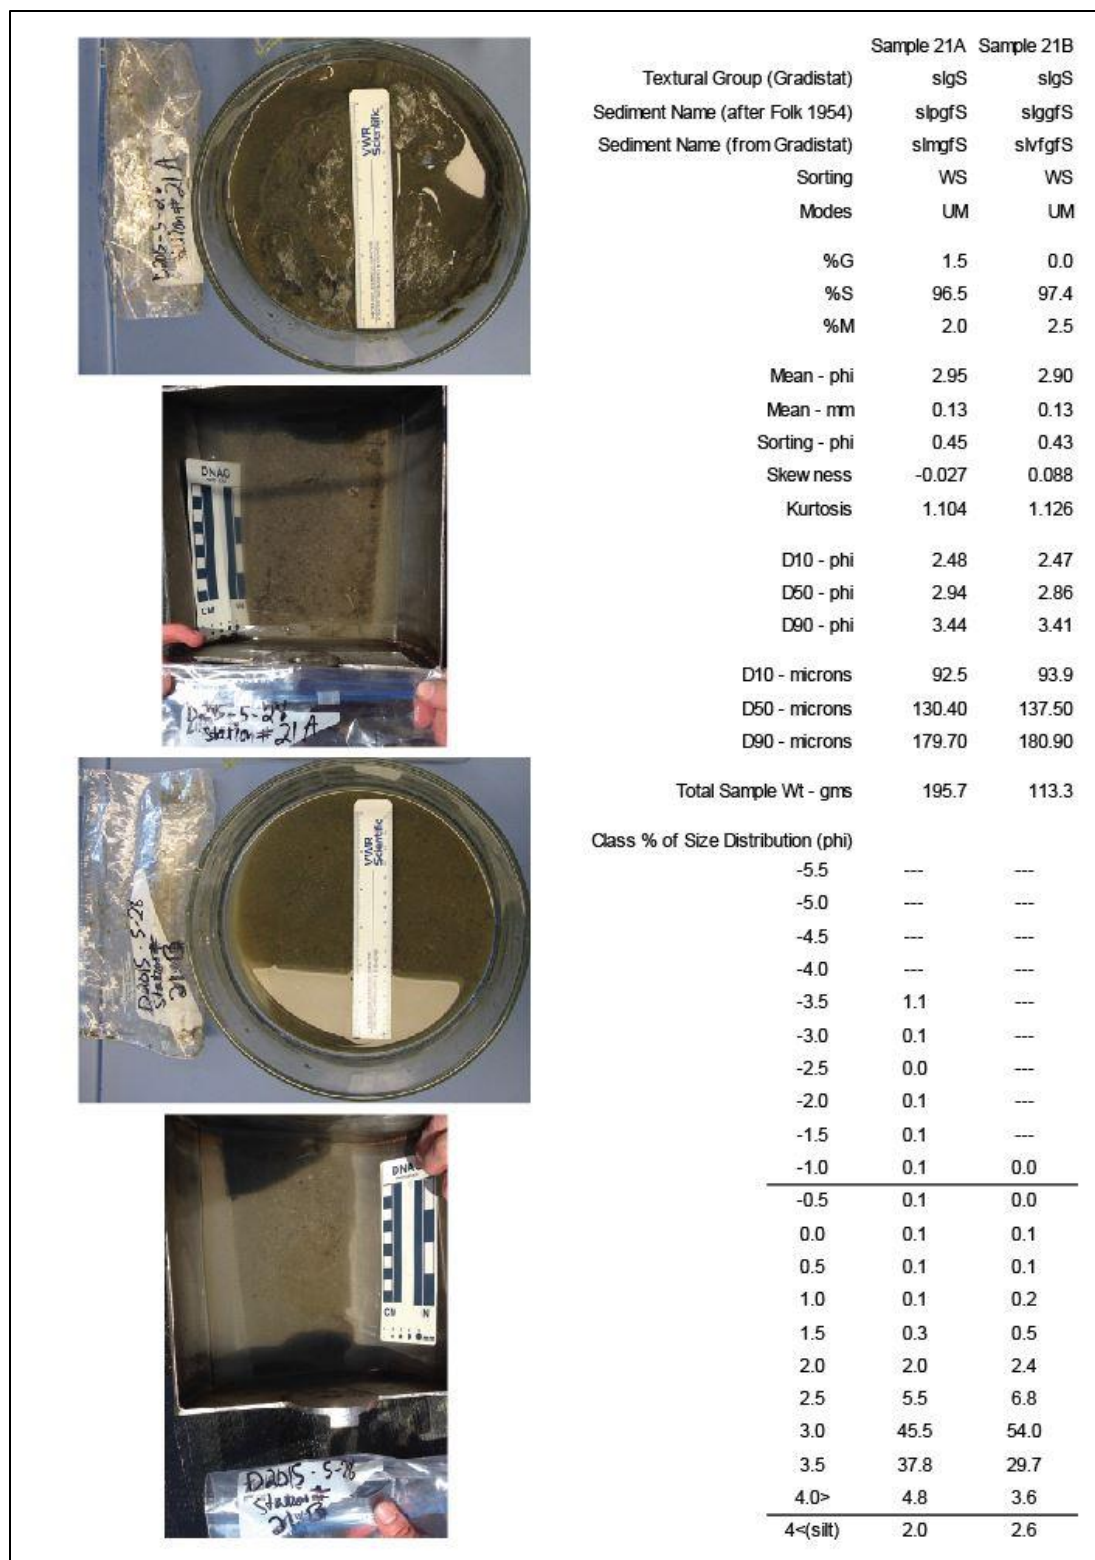 VWR
Scientific
D2015-5-28
Station # 21A
DNAG
CM
D2015-5-28
Station # 21A
VWR
Scientific
D2015-5-28
Station #
21B
DNAG
CM
N
mm
D2015-5-28
Station #
21B
Sample 21A Sample 21B
Textural Group (Gradistat) slgS slgS
Sediment Name (after Folk 1954) slpgfS slggfS
Sediment Name (from Gradistat) slmgfS slvfgfS
Sorting WS WS
Modes UM UM
%G 1.5 0.0
%S 96.5 97.4
%M 2.0 2.5
Mean - phi 2.95 2.90
Mean - mm 0.13 0.13
Sorting - phi 0.45 0.43
Skewness -0.027 0.088
Kurtosis 1.104 1.126
D10 - phi 2.48 2.47
D50 - phi 2.94 2.86
D90 - phi 3.44 3.41
D10 - microns 92.5 93.9
D50 - microns 130.40 137.50
D90 - microns 179.70 180.90
Total Sample Wt - gms 195.7 113.3
Class % of Size Distribution (phi)
-5.5 --- ---
-5.0 --- ---
-4.5 --- ---
-4.0 --- ---
-3.5 1.1 ---
-3.0 0.1 ---
-2.5 0.0 ---
-2.0 0.1 ---
-1.5 0.1 ---
-1.0 0.1 0.0
-0.5 0.1 0.0
0.0 0.1 0.1
0.5 0.1 0.1
1.0 0.1 0.2
1.5 0.3 0.5
2.0 2.0 2.4
2.5 5.5 6.8
3.0 45.5 54.0
3.5 37.8 29.7
4.0> 4.8 3.6
4<(silt) 2.0 2.6